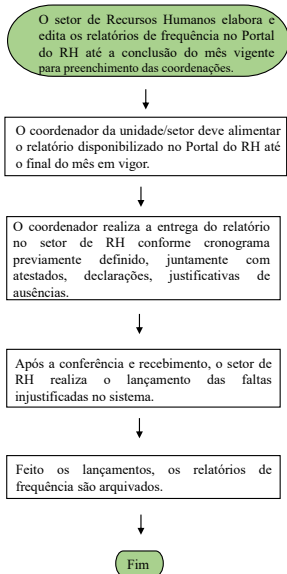 O setor de Recursos Humanos elabora e
edita os relatórios de frequência no Portal
do RH até a conclusão do mês vigente
para preenchimento das coordenações.
O coordenador da unidade/setor deve alimentar
o relatório disponibilizado no Portal do RH até
o final do mês em vigor.
O coordenador realiza a entrega do relatório
no setor de RH conforme cronograma
previamente definido, juntamente com
atestados, declarações, justificativas de
ausências.
Após a conferência e recebimento, o setor de
RH realiza o lançamento das faltas
injustificadas no sistema.
Feito os lançamentos, os relatórios de
frequência são arquivados.
Fim